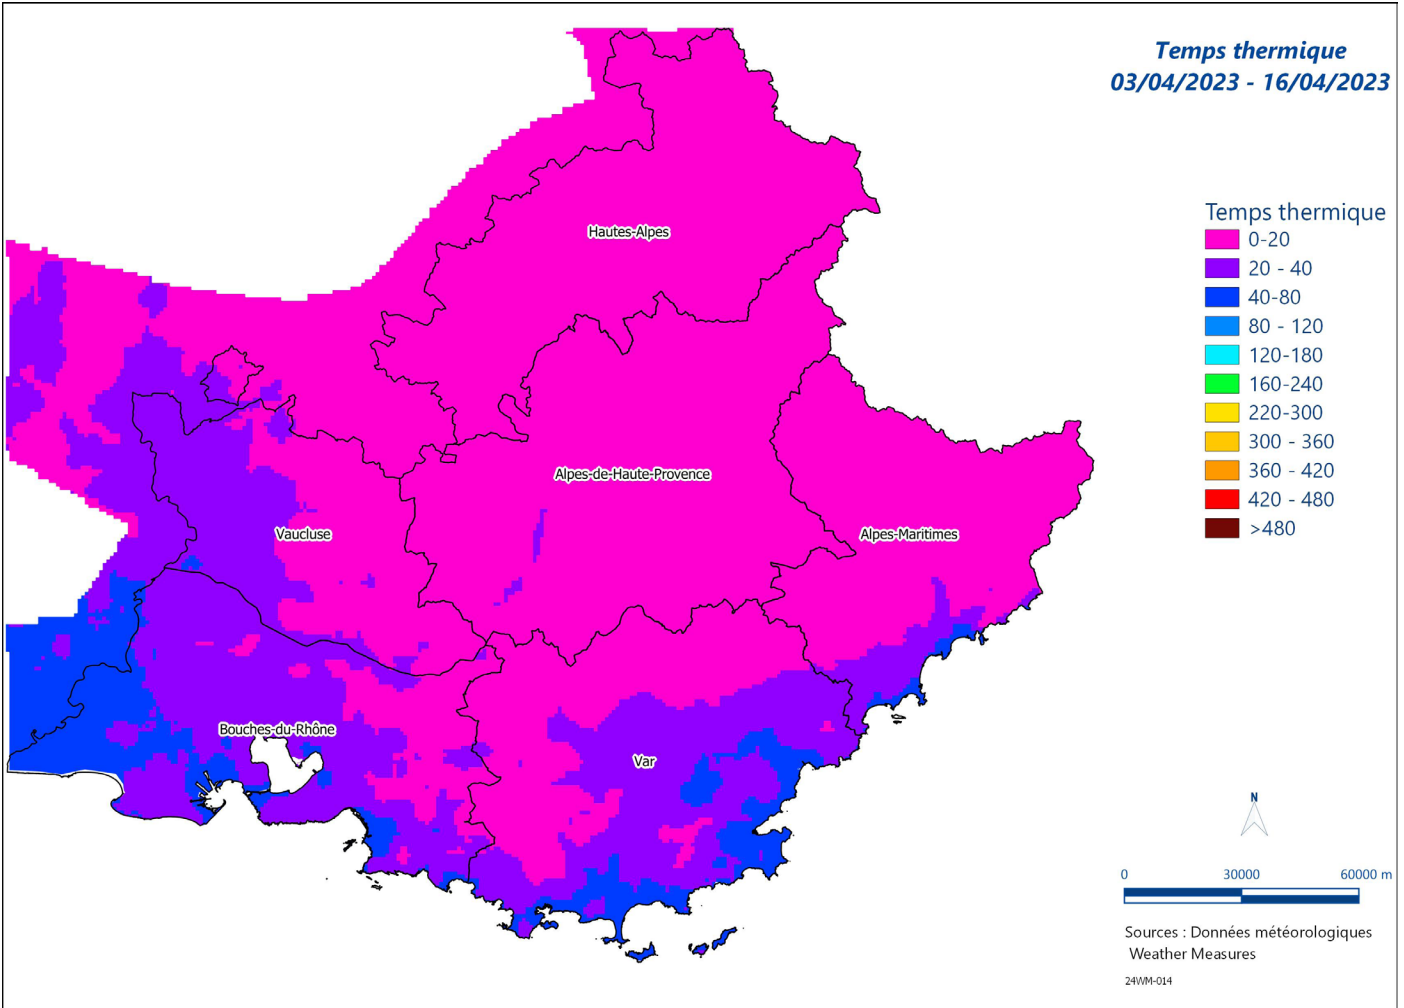 Temps thermique
03/04/2023 - 16/04/2023
Temps thermique
0-20
20 - 40
40-80
80 - 120
120-180
160-240
220-300
300 - 360
360 - 420
420 - 480
>480
Hautes-Alpes
Alpes-de-Haute-Provence
Vaucluse
Alpes-Maritimes
Bouches-du-Rhône
Var
N
0 30000 60000 m
Sources : Données météorologiques
Weather Measures
24WM-014